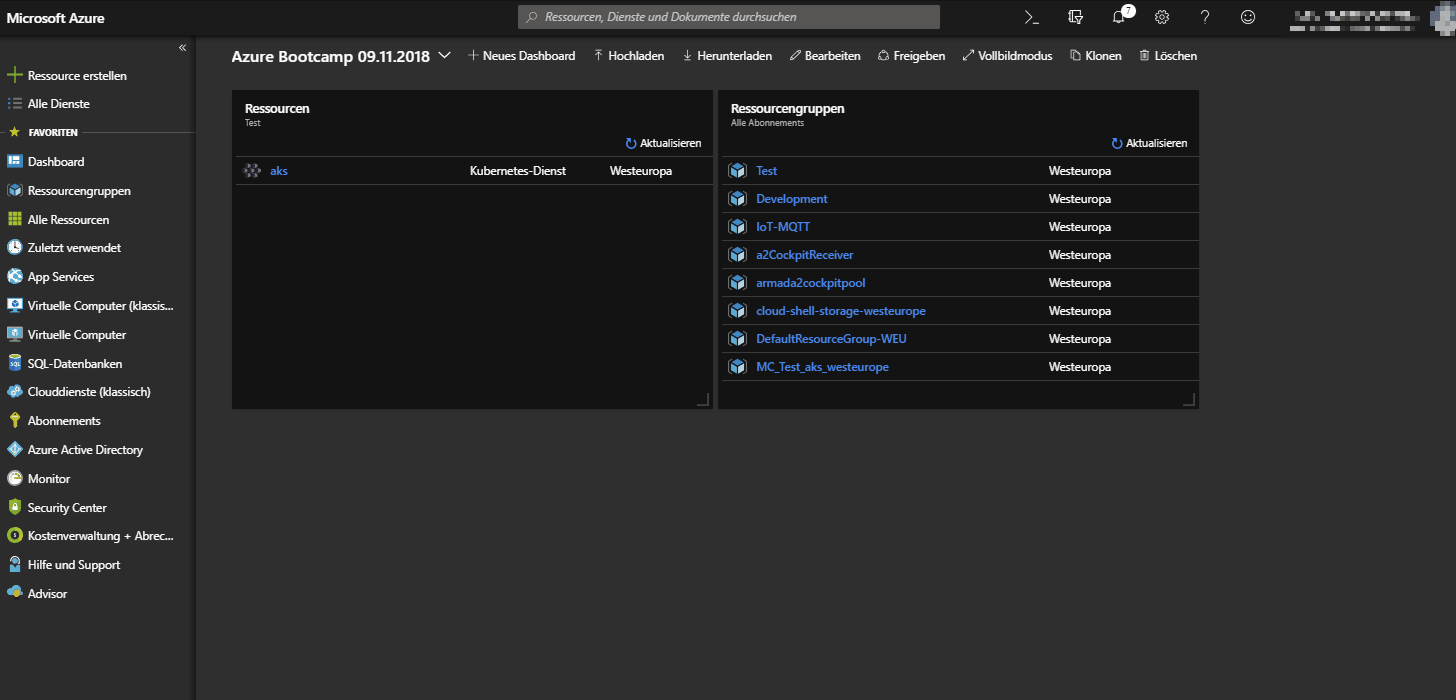 Microsoft Azure
Ressourcen, Dienste und Dokumente durchsuchen
7
«
Ressource erstellen
Alle Dienste
FAVORITEN
Dashboard
Ressourcengruppen
Alle Ressourcen
Zuletzt verwendet
App Services
Virtuelle Computer (klassis...
Virtuelle Computer
SQL-Datenbanken
Clouddienste (klassisch)
Abonnements
Azure Active Directory
Monitor
Security Center
Kostenverwaltung + Abrec...
Hilfe und Support
Advisor
Azure Bootcamp 09.11.2018 Neues Dashboard Hochladen Herunterladen Bearbeiten Freigeben Vollbildmodus Klonen Löschen
Ressourcen
Test
Aktualisieren
aks Kubernetes-Dienst Westeuropa
Ressourcengruppen
Alle Abonnements
Aktualisieren
Test Westeuropa
Development Westeuropa
IoT-MQTT Westeuropa
a2CockpitReceiver Westeuropa
armada2cockpitpool Westeuropa
cloud-shell-storage-westeurope Westeuropa
DefaultResourceGroup-WEU Westeuropa
MC_Test_aks_westeurope Westeuropa